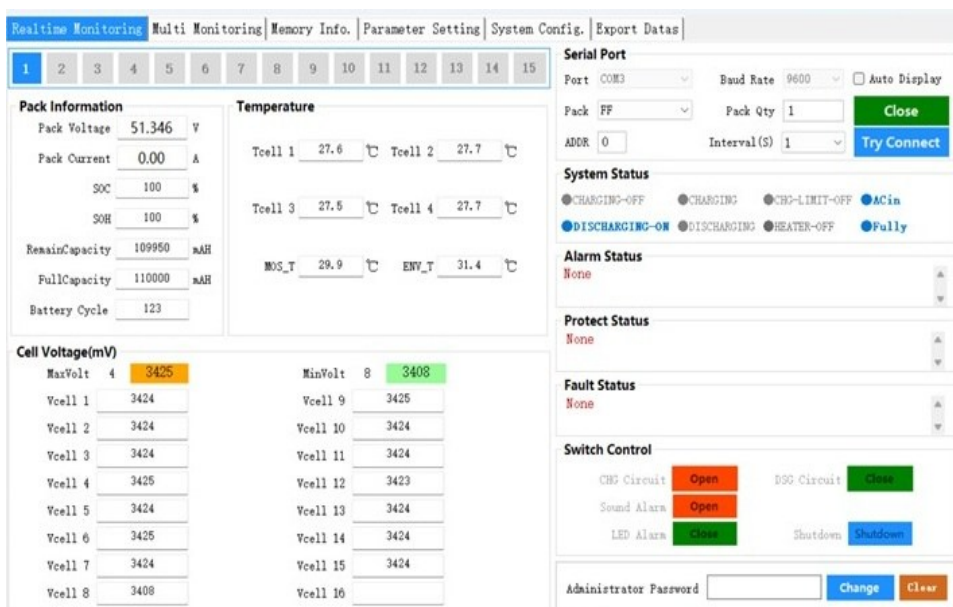 Realtime Monitoring Multi Monitoring Memory Info. Parameter Setting System Config. Export Datas
1 2 3 4 5 6 7 8 9 10 11 12 13 14 15
Pack Information
Pack Voltage 51.346 V
Pack Current 0.00 A
SOC 100 %
SOH 100 %
RemainCapacity 109950 mAH
FullCapacity 110000 mAH
Battery Cycle 123
Temperature
Tcell 1 27.6 ℃ Tcell 2 27.7 ℃
Tcell 3 27.5 ℃ Tcell 4 27.7 ℃
MOS_T 29.9 ℃ ENV_T 31.4 ℃
Cell Voltage(mV)
MaxVolt 4 3425 MinVolt 8 3408
Vcell 1 3424 Vcell 9 3425
Vcell 2 3424 Vcell 10 3424
Vcell 3 3424 Vcell 11 3424
Vcell 4 3425 Vcell 12 3423
Vcell 5 3424 Vcell 13 3424
Vcell 6 3425 Vcell 14 3424
Vcell 7 3424 Vcell 15 3424
Vcell 8 3408 Vcell 16
Serial Port
Port COM3 Baud Rate 9600 Auto Display
Pack FF Pack Qty 1 Close
ADDR 0 Interval(S) 1 Try Connect
System Status
CHARGING-OFF CHARGING CHG-LIMIT-OFF ACin
DISCHARGING-ON DISCHARGING HEATER-OFF Fully
Alarm Status
None
Protect Status
None
Fault Status
None
Switch Control
CHG Circuit Open DSG Circuit Close
Sound Alarm Open
LED Alarm Close Shutdown Shutdown
Administrator Password Change Clear